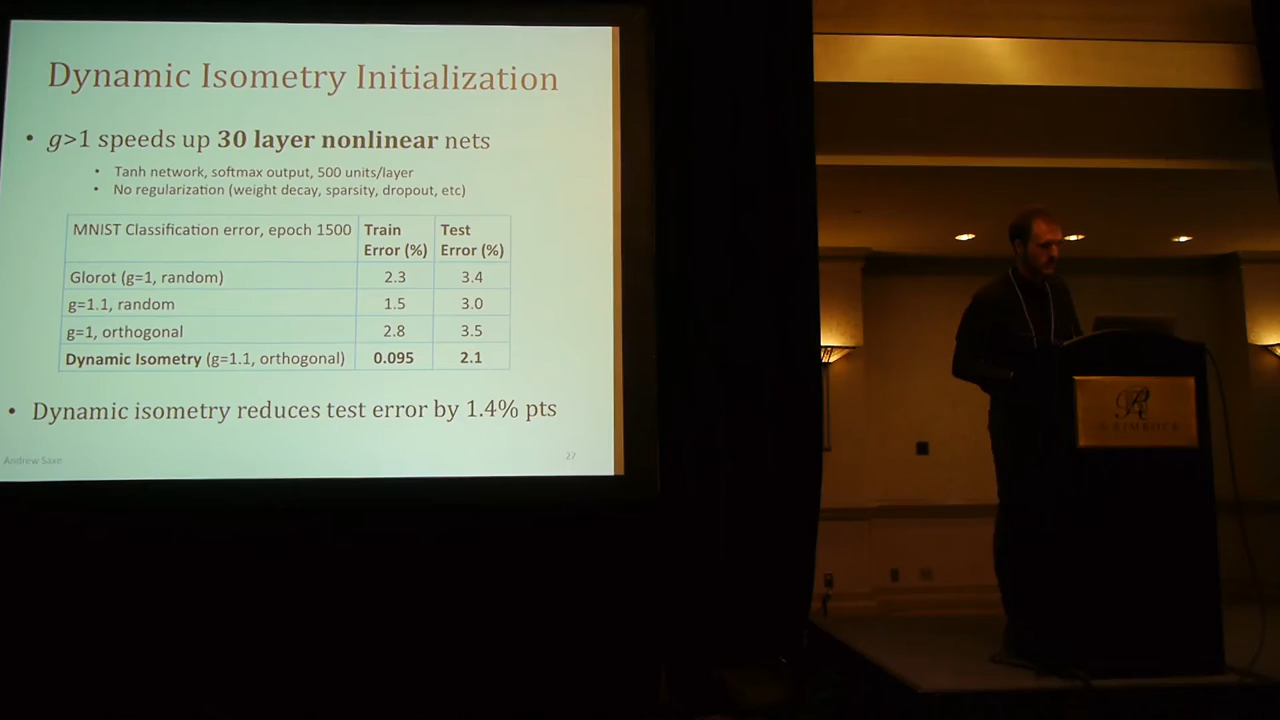 Dynamic Isometry Initialization
• g>1 speeds up 30 layer nonlinear nets
• Tanh network, softmax output, 500 units/layer
• No regularization (weight decay, sparsity, dropout, etc)
MNIST Classification error, epoch 1500 Train Error (%) Test Error (%)
Glorot (g=1, random) 2.3 3.4
g=1.1, random 1.5 3.0
g=1, orthogonal 2.8 3.5
Dynamic Isometry (g=1.1, orthogonal) 0.095 2.1
• Dynamic isometry reduces test error by 1.4% pts
Andrew Saxe 27
RIMROCK